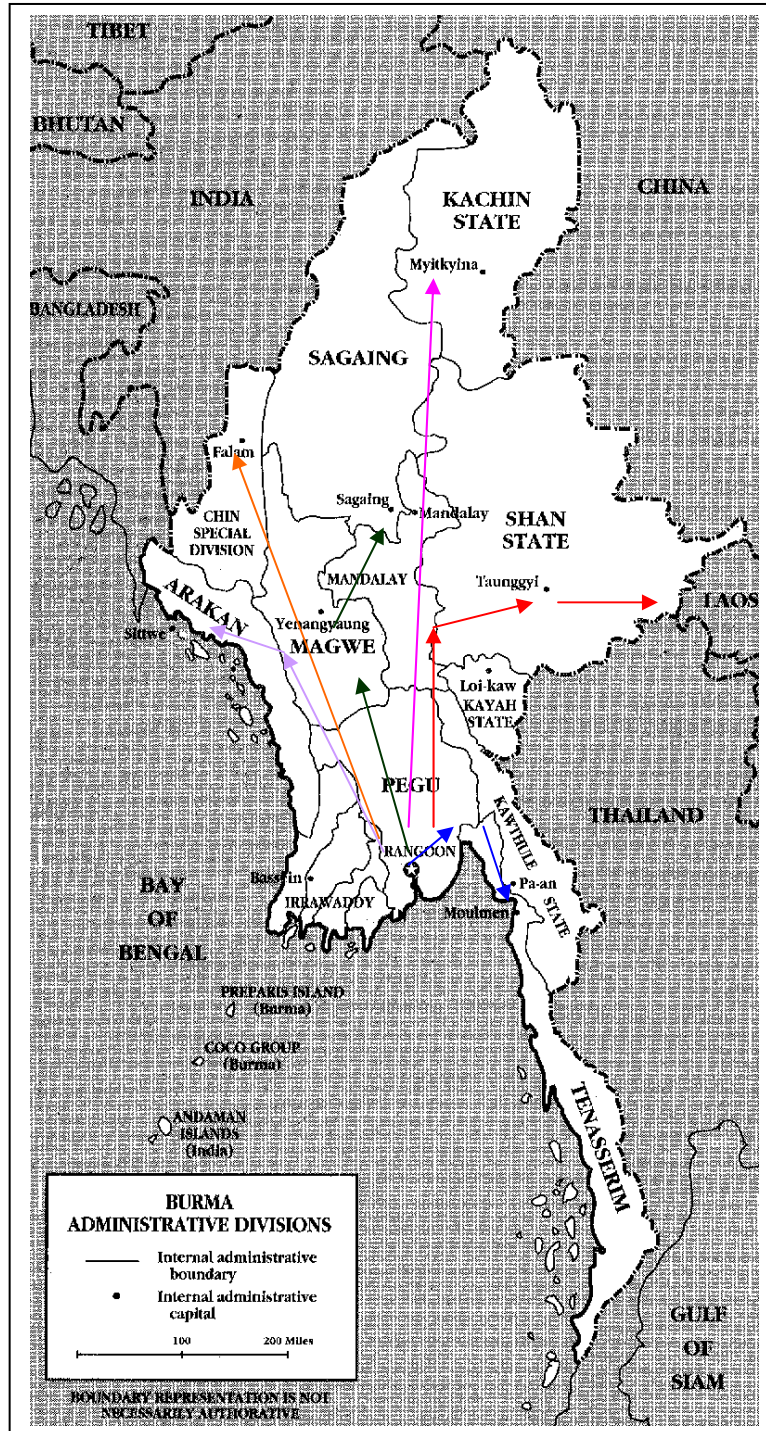 TIBET
BHUTAN
INDIA
CHINA
KACHIN
STATE
Myitkyina
BANGLADESH
SAGAING
Falam
Sagaing
Mandalay
CHIN
SPECIAL
DIVISION
SHAN
STATE
MANDALAY
Taunggyi
ARAKAN
LAOS
Yenangyaung
Sittwe
MAGWE
Loi-kaw
KAYAH
STATE
PEGU
THAILAND
KAWTHULE
STATE
RANGOON
Bassein
Pa-an
IRRAWADDY
Moulmen
BAY
OF
BENGAL
PREPARIS ISLAND
(Burma)
COCO GROUP
(Burma)
ANDAMAN
ISLANDS
(India)
TENASSERIM
BURMA
ADMINISTRATIVE DIVISIONS
Internal administrative
boundary
Internal administrative
capital
100 200 Miles
GULF
OF
SIAM
BOUNDARY REPRESENTATION IS NOT
NECESSARILY AUTHORATIVE